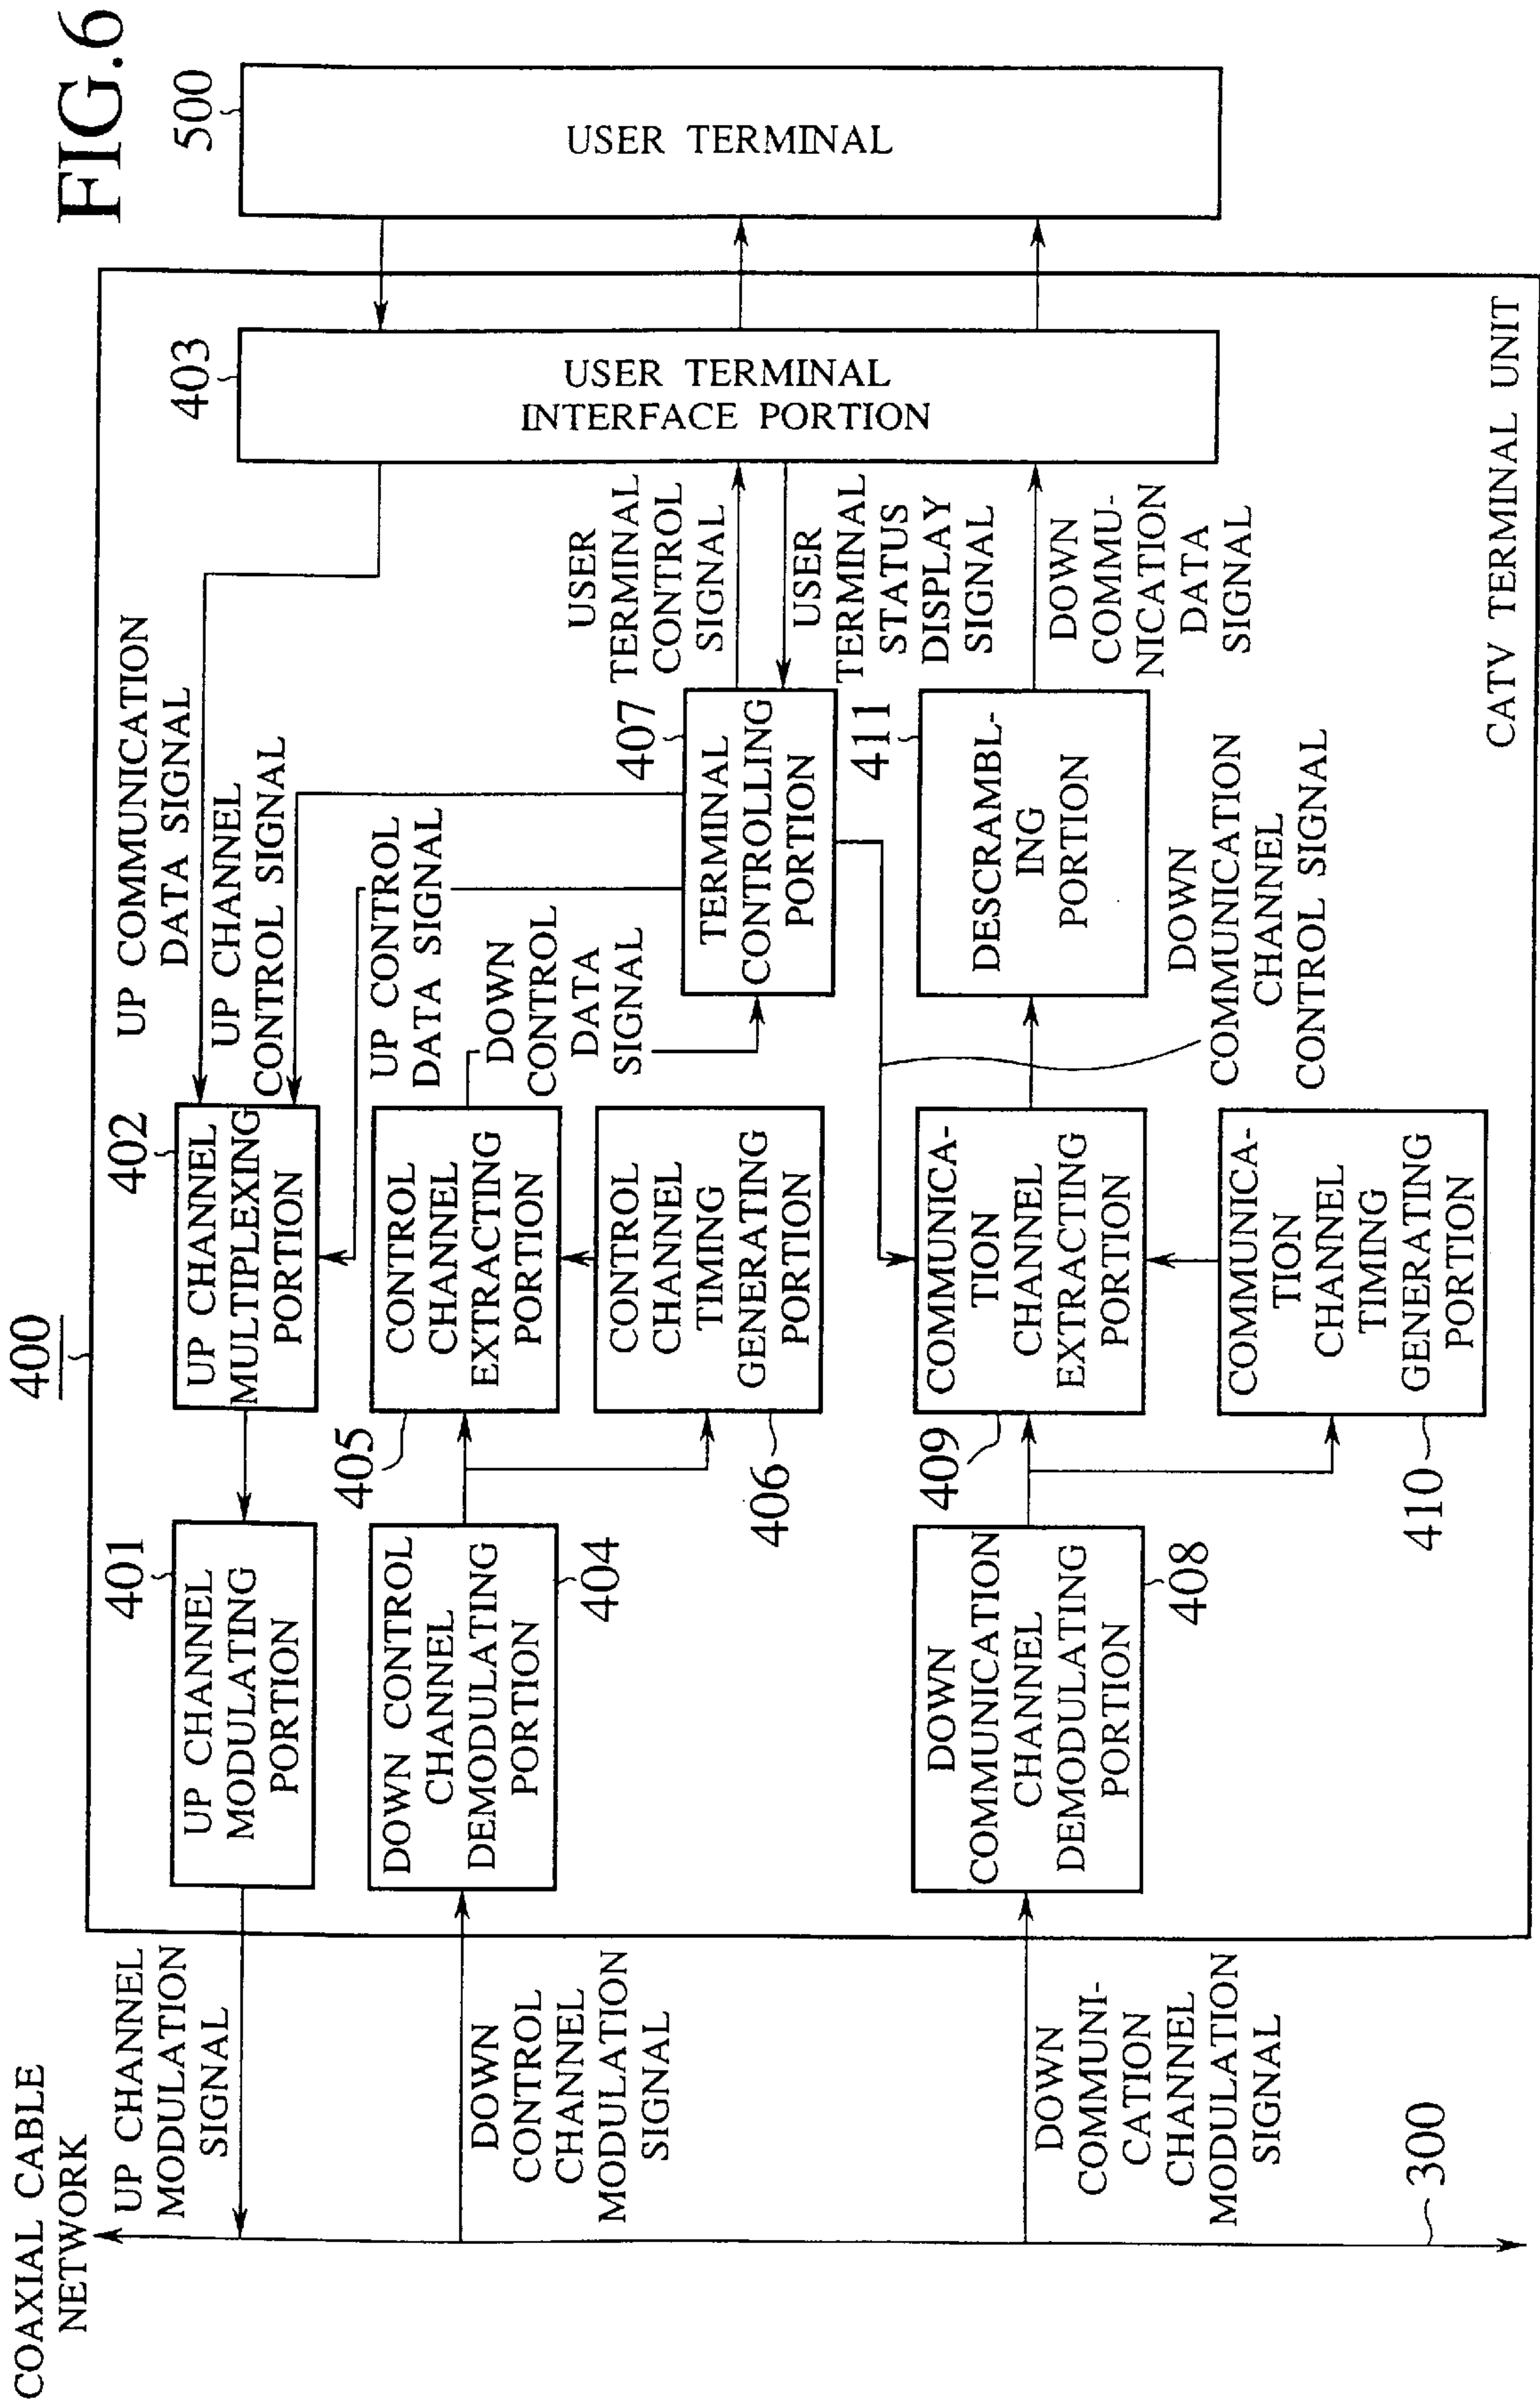 FIG.6
400
COAXIAL CABLE
NETWORK
UP CHANNEL
MODULATION
SIGNAL
401
UP CHANNEL
MODULATING
PORTION
402
UP CHANNEL
MULTIPLEXING
PORTION
UP COMMUNICATION
DATA SIGNAL
UP CHANNEL
CONTROL SIGNAL
403
USER TERMINAL
INTERFACE PORTION
500
USER TERMINAL
DOWN
CONTROL
CHANNEL
MODULATION
SIGNAL
DOWN CONTROL
CHANNEL
DEMODULATING
PORTION
404
405
CONTROL
CHANNEL
EXTRACTING
PORTION
UP CONTROL
DATA SIGNAL
DOWN
CONTROL
DATA
SIGNAL
CONTROL
CHANNEL
TIMING
GENERATING
PORTION
406
407
TERMINAL
CONTROLLING
PORTION
USER
TERMINAL
CONTROL
SIGNAL
USER
TERMINAL
STATUS
DISPLAY
SIGNAL
DOWN
COMMUNI-
CATION
CHANNEL
MODULATION
SIGNAL
DOWN
COMMUNICATION
CHANNEL
DEMODULATING
PORTION
408
409
COMMUNICA-
TION
CHANNEL
EXTRACTING
PORTION
411
DESCRAMBL-
ING
PORTION
DOWN
COMMU-
NICATION
DATA
SIGNAL
DOWN
COMMUNICATION
CHANNEL
CONTROL SIGNAL
COMMUNICA-
TION
CHANNEL
TIMING
GENERATING
PORTION
410
300
CATV TERMINAL UNIT